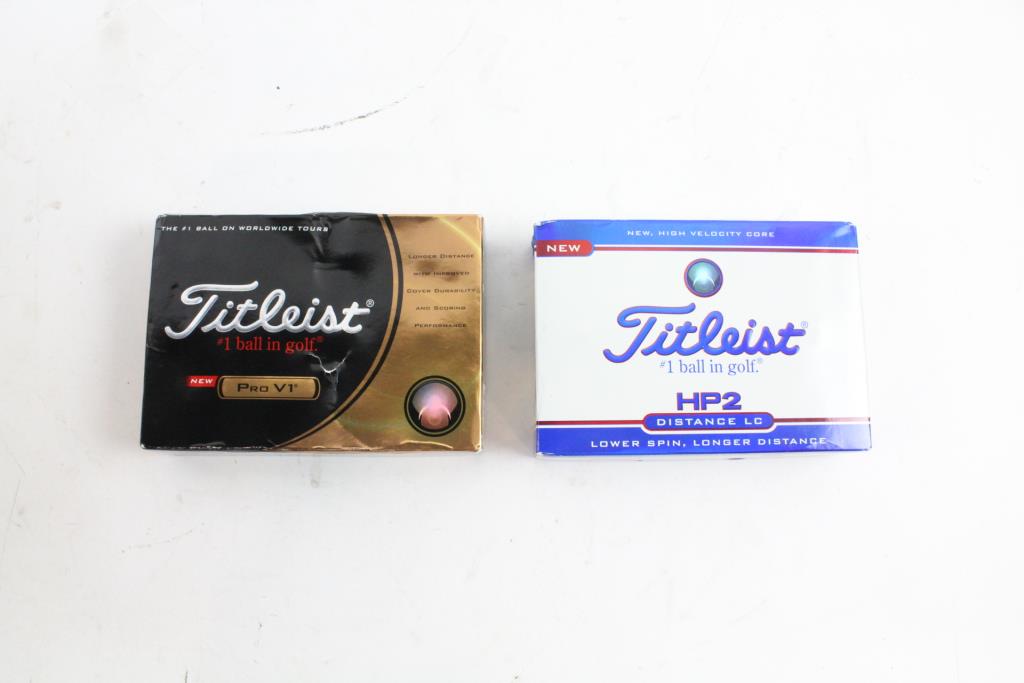 THE #1 BALL ON WORLDWIDE TOURS
LONGER DISTANCE
WITH IMPROVED
COVER DURABILITY
AND SCORING
PERFORMANCE
Titleist®
#1 ball in golf.®
NEW
PRO V1®
NEW, HIGH VELOCITY CORE
NEW
Titleist®
#1 ball in golf.®
HP2
DISTANCE LC
LOWER SPIN, LONGER DISTANCE